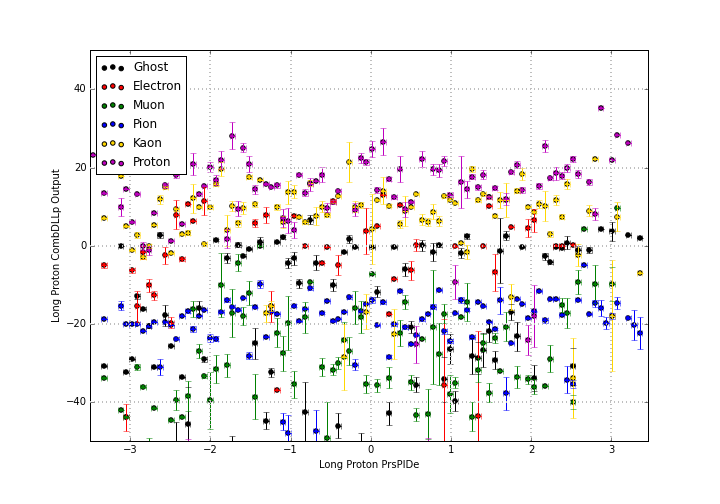 Ghost
Electron
Muon
Pion
Kaon
Proton
40
20
0
−20
−40
−3
−2
−1
0
1
2
3
Long Proton CombDLLp Output
Long Proton PrsPIDe